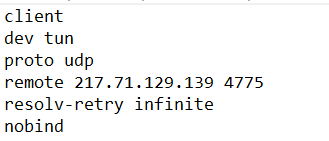 client
dev tun
proto udp
remote 217.71.129.139 4775
resolv-retry infinite
nobind